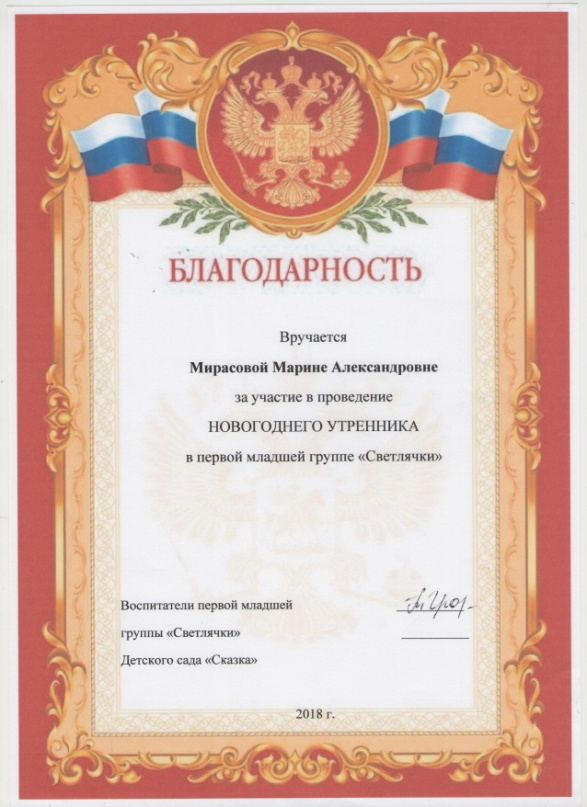 БЛАГОДАРНОСТЬ
Вручается
Мирасовой Марине Александровне
за участие в проведение
НОВОГОДНЕГО УТРЕННИКА
в первой младшей группе «Светлячки»
Воспитатели первой младшей
группы «Светлячки»
Детского сада «Сказка»
2018 г.